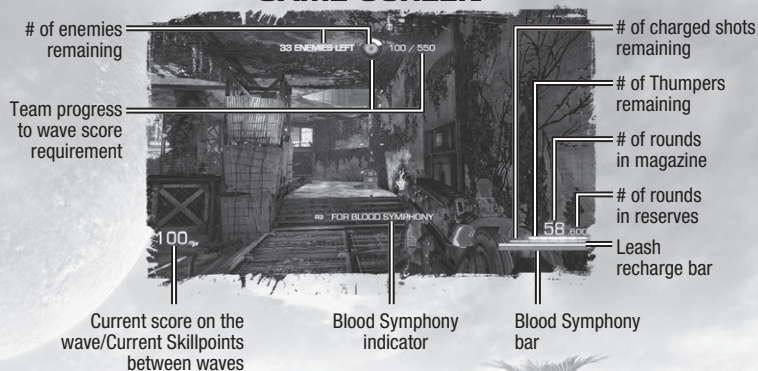 GAME SCREEN
# of enemies
remaining
Team progress
to wave score
requirement
33 ENEMIES LEFT
100 / 550
R3 FOR BLOOD SYMPHONY
100
58
600
# of charged shots
remaining
# of Thumpers
remaining
# of rounds
in magazine
# of rounds
in reserves
Leash
recharge bar
Current score on the
wave/Current Skillpoints
between waves
Blood Symphony
indicator
Blood Symphony
bar